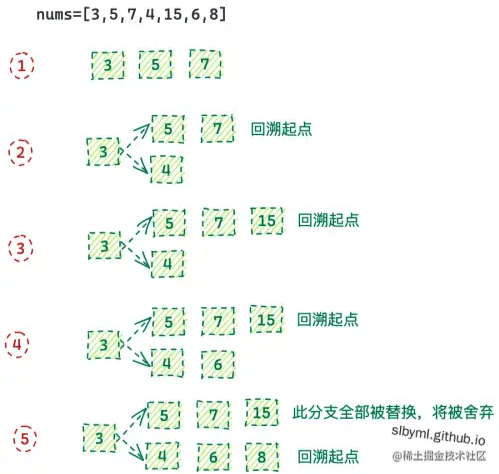 nums=[3,5,7,4,15,6,8]
1 3 5 7
5 7 回溯起点
2 3
4
5 7 15 回溯起点
3 3
4
5 7 15 回溯起点
4 3
4 6
5 7 15 此分支全部被替换，将被舍弃
5 3
4 6 8 回溯起点
slbyml.github.io
@稀土掘金技术社区